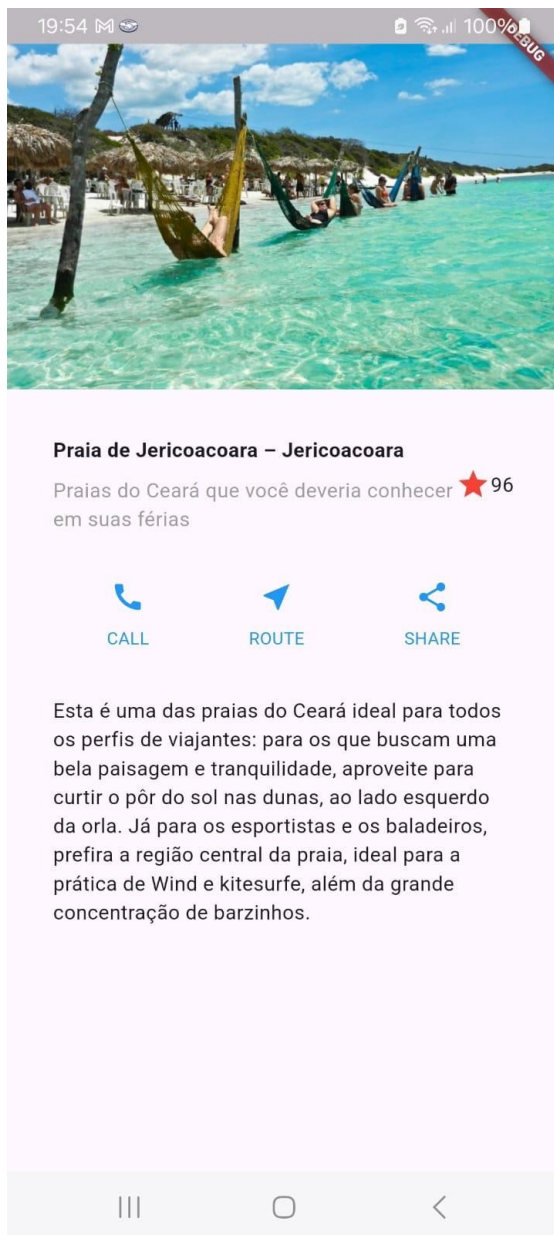 19:54 100%
DEBUG
Praia de Jericoacoara – Jericoacoara
Praias do Ceará que você deveria conhecer
em suas férias
96
CALL ROUTE SHARE
Esta é uma das praias do Ceará ideal para todos
os perfis de viajantes: para os que buscam uma
bela paisagem e tranquilidade, aproveite para
curtir o pôr do sol nas dunas, ao lado esquerdo
da orla. Já para os esportistas e os baladeiros,
prefira a região central da praia, ideal para a
prática de Wind e kitesurfe, além da grande
concentração de barzinhos.